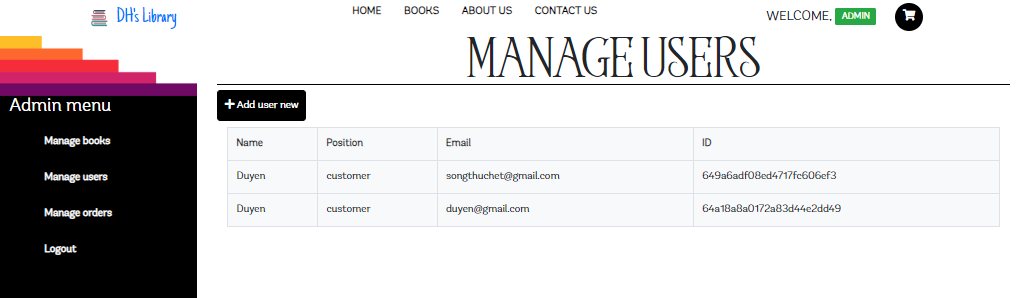 DH's Library
HOME BOOKS ABOUT US CONTACT US
WELCOME, ADMIN
MANAGE USERS
Admin menu
Manage books
Manage users
Manage orders
Logout
Add user new
Name Position Email ID
Duyen customer songthuchet@gmail.com 649a6adf08ed4717fc606ef3
Duyen customer duyen@gmail.com 64a18a8a0172a83d44e2dd49